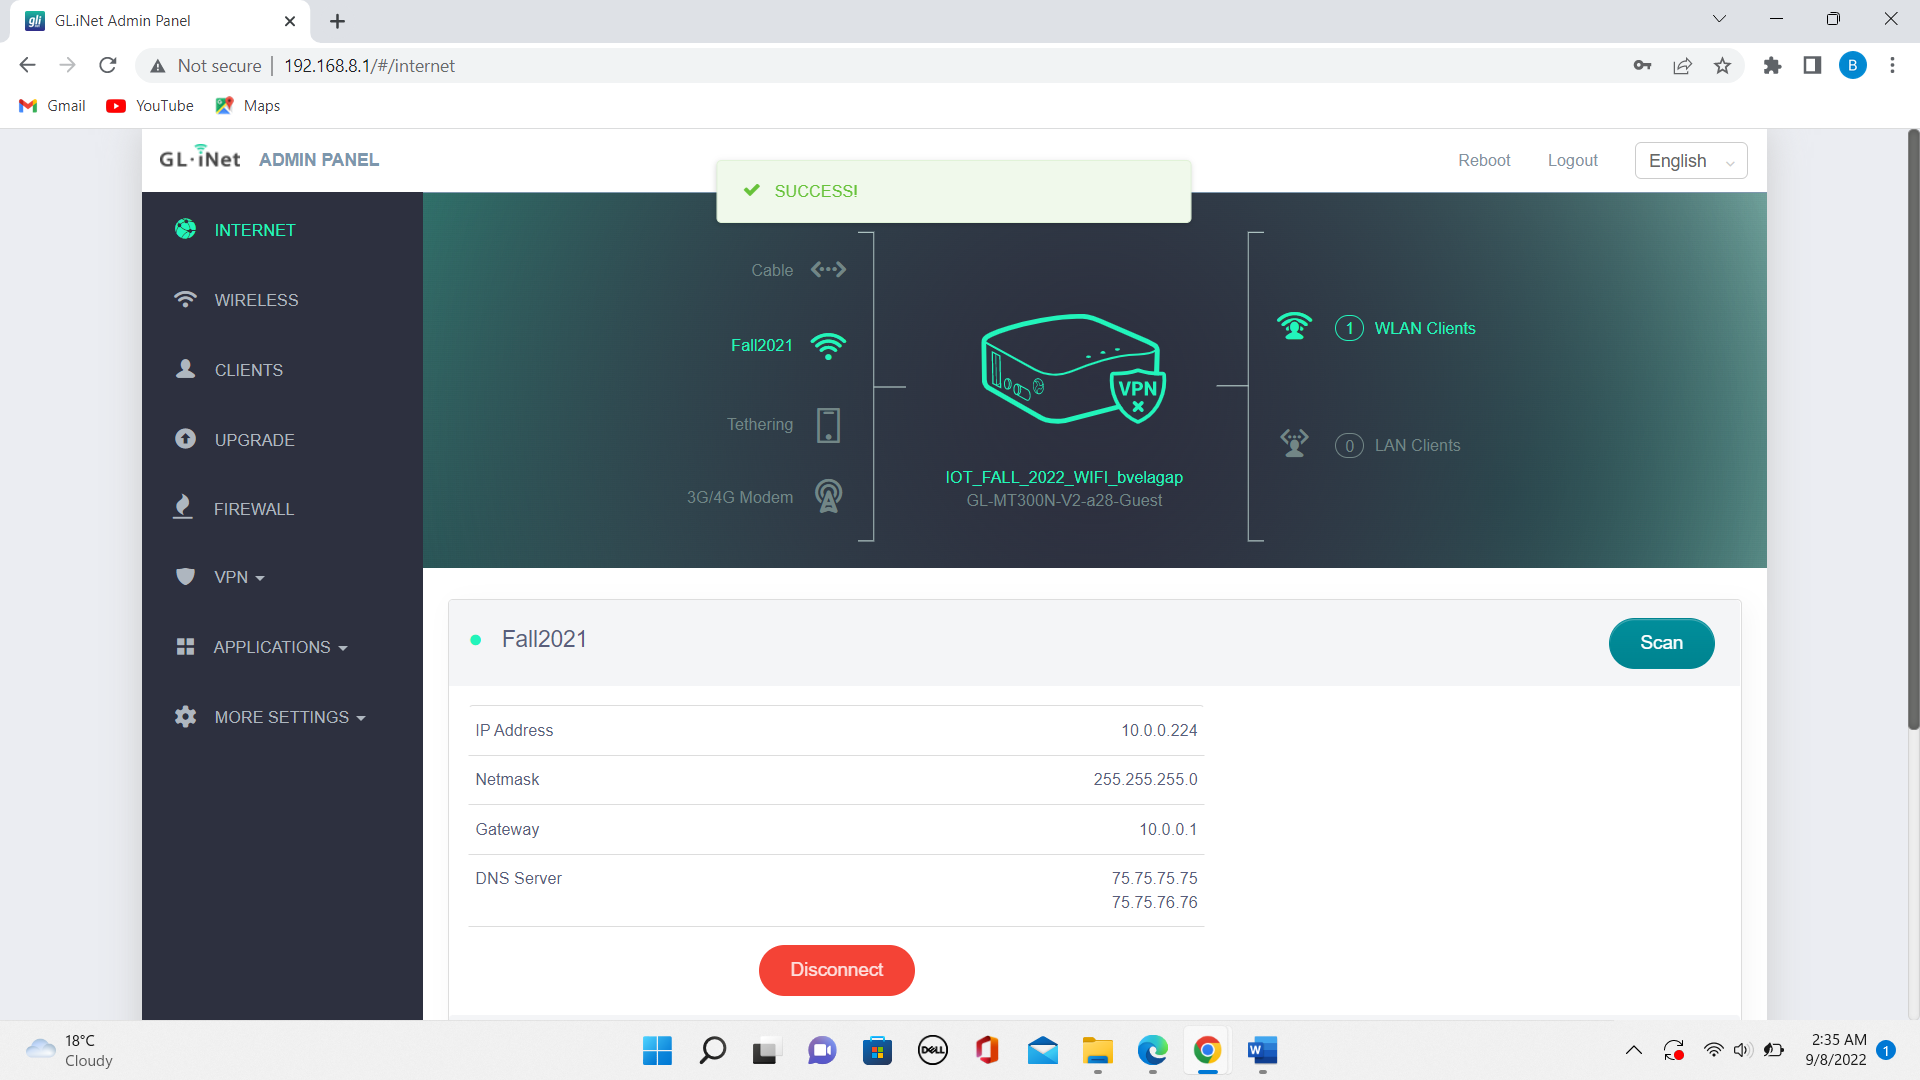 GL.iNet Admin Panel
Not secure
192.168.8.1/#/internet
B
Gmail
YouTube
Maps
GL·iNet ADMIN PANEL
SUCCESS!
Reboot
Logout
English
INTERNET
WIRELESS
CLIENTS
UPGRADE
FIREWALL
VPN
APPLICATIONS
MORE SETTINGS
Cable
Fall2021
Tethering
3G/4G Modem
VPN
IOT_FALL_2022_WIFI_bvelagap
GL-MT300N-V2-a28-Guest
1 WLAN Clients
0 LAN Clients
Fall2021
Scan
IP Address 10.0.0.224
Netmask 255.255.255.0
Gateway 10.0.0.1
DNS Server 75.75.75.75
75.75.76.76
Disconnect
18°C
Cloudy
DELL
W
2:35 AM
9/8/2022
1